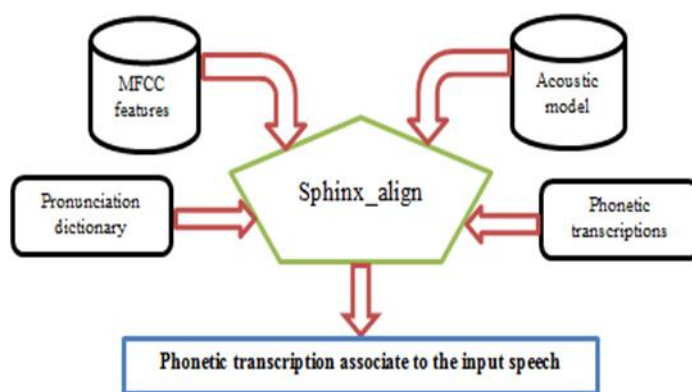 MFCC
features
Acoustic
model
Sphinx_align
Pronunciation
dictionary
Phonetic
transcriptions
Phonetic transcription associate to the input speech